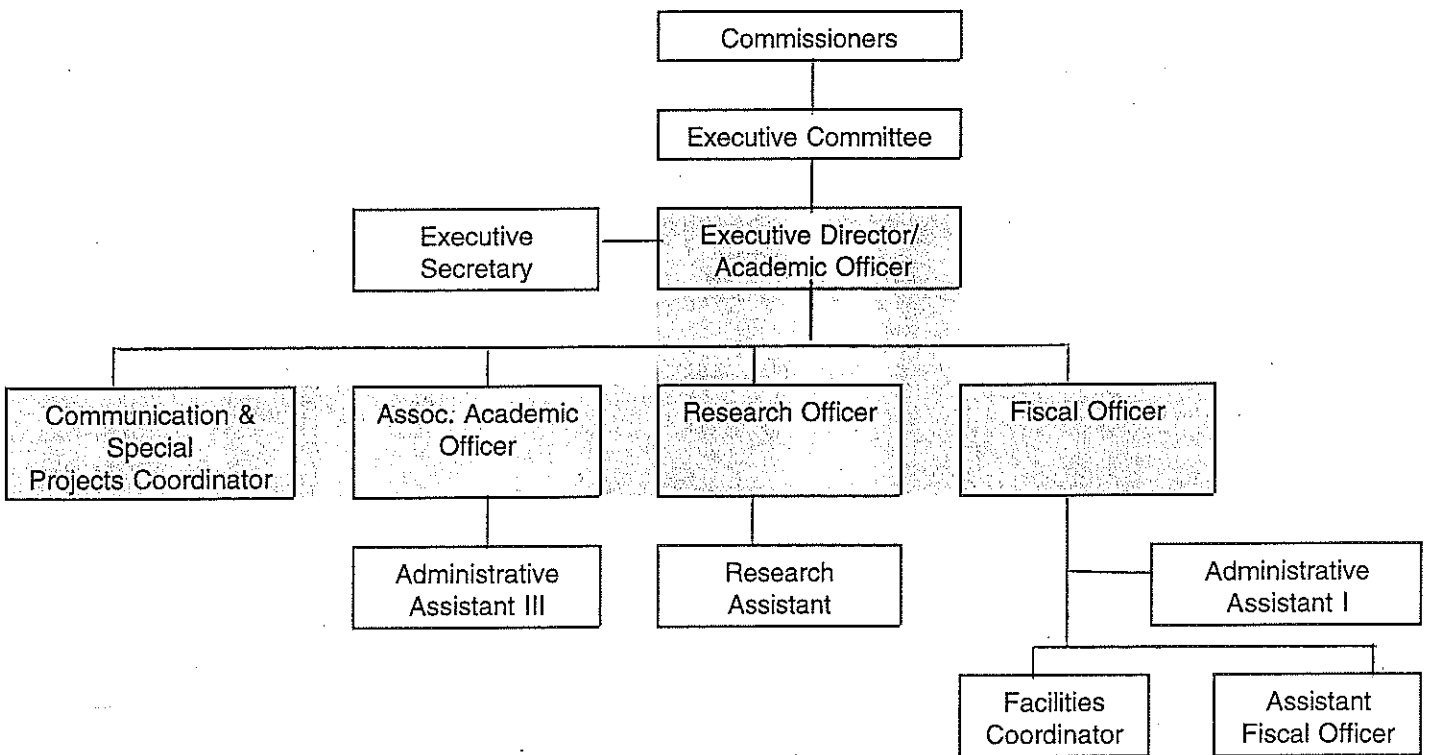 Commissioners
Executive Committee
Executive
Secretary
Executive Director/
Academic Officer
Communication &
Special
Projects Coordinator
Assoc. Academic
Officer
Research Officer
Fiscal Officer
Administrative
Assistant III
Research
Assistant
Administrative
Assistant I
Facilities
Coordinator
Assistant
Fiscal Officer